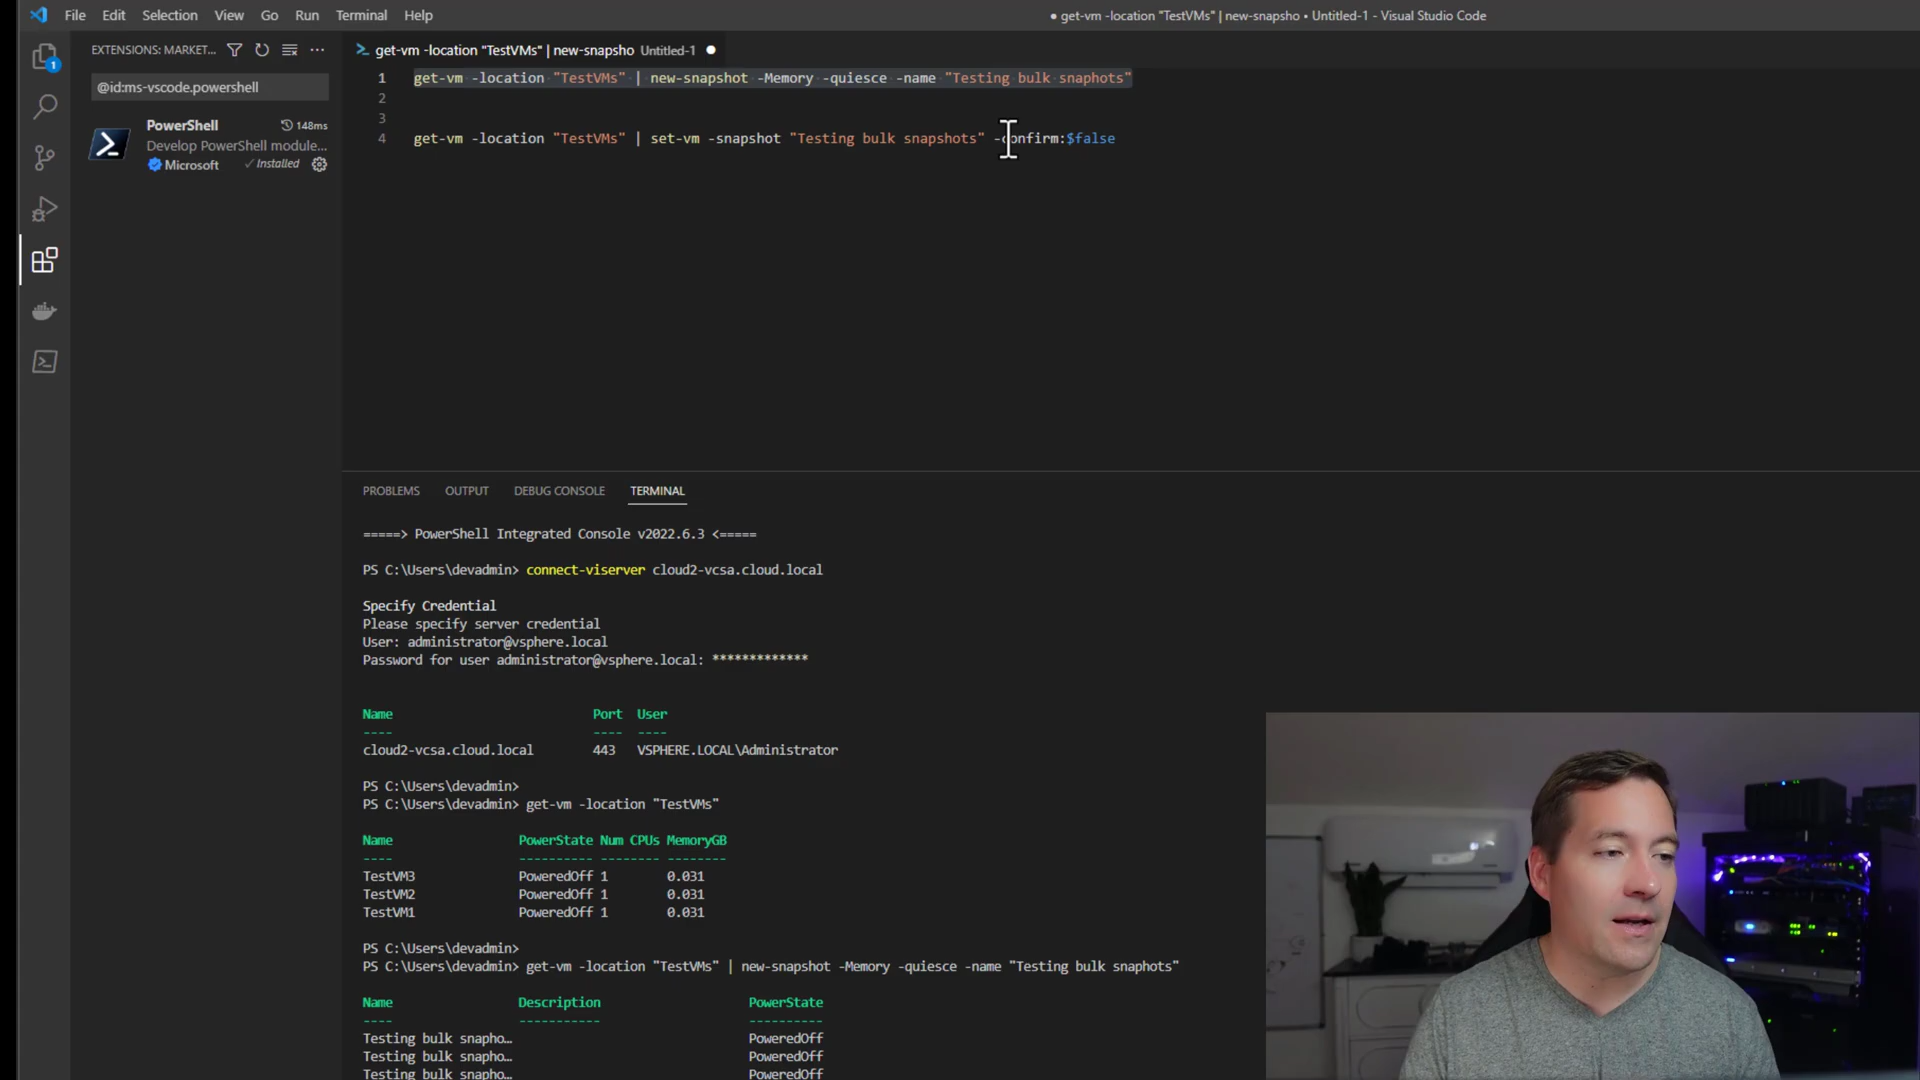 File Edit Selection View Go Run Terminal Help
● get-vm -location "TestVMs" | new-snapsho • Untitled-1 - Visual Studio Code
EXTENSIONS: MARKET...
get-vm -location "TestVMs" | new-snapsho Untitled-1 ●
1
@id:ms-vscode.powershell
PowerShell 148ms
Develop PowerShell module...
Microsoft ✓ Installed
1 get-vm -location "TestVMs" | new-snapshot -Memory -quiesce -name "Testing bulk snaphots"
2
3
4 get-vm -location "TestVMs" | set-vm -snapshot "Testing bulk snapshots" -confirm:$false
PROBLEMS OUTPUT DEBUG CONSOLE TERMINAL
=====> PowerShell Integrated Console v2022.6.3 <=====
PS C:\Users\devadmin> connect-viserver cloud2-vcsa.cloud.local
Specify Credential
Please specify server credential
User: administrator@vsphere.local
Password for user administrator@vsphere.local: *************
Name Port User
---- ---- ----
cloud2-vcsa.cloud.local 443 VSPHERE.LOCAL\Administrator
PS C:\Users\devadmin>
PS C:\Users\devadmin> get-vm -location "TestVMs"
Name PowerState Num CPUs MemoryGB
---- ---------- -------- --------
TestVM3 PoweredOff 1 0.031
TestVM2 PoweredOff 1 0.031
TestVM1 PoweredOff 1 0.031
PS C:\Users\devadmin>
PS C:\Users\devadmin> get-vm -location "TestVMs" | new-snapshot -Memory -quiesce -name "Testing bulk snaphots"
Name Description PowerState
---- ----------- ----------
Testing bulk snapho… PoweredOff
Testing bulk snapho… PoweredOff
Testing bulk snapho… PoweredOff